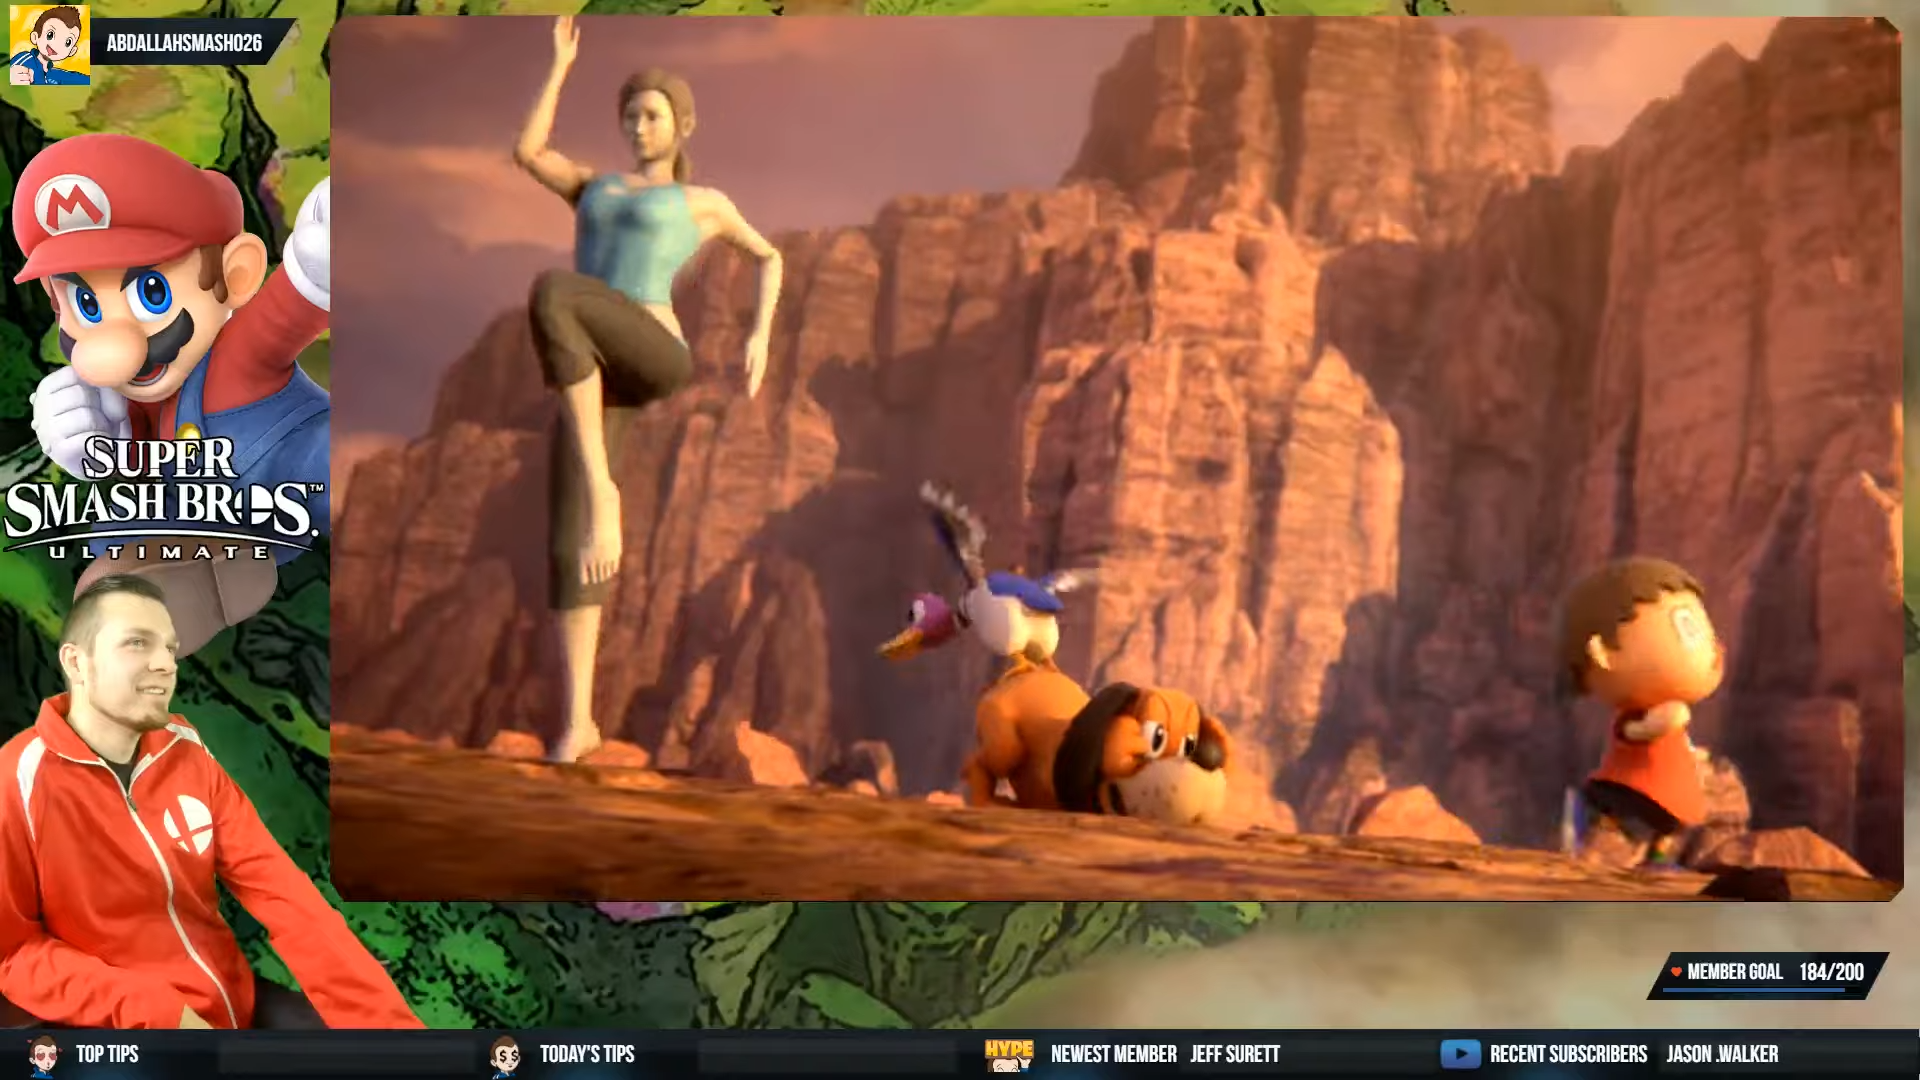 ABDALLAHSMASH026
M
SUPER
SMASH BROS.™
ULTIMATE
MEMBER GOAL 184/200
TOP TIPS
TODAY'S TIPS
HYPE
NEWEST MEMBER JEFF SURETT
RECENT SUBSCRIBERS JASON .WALKER